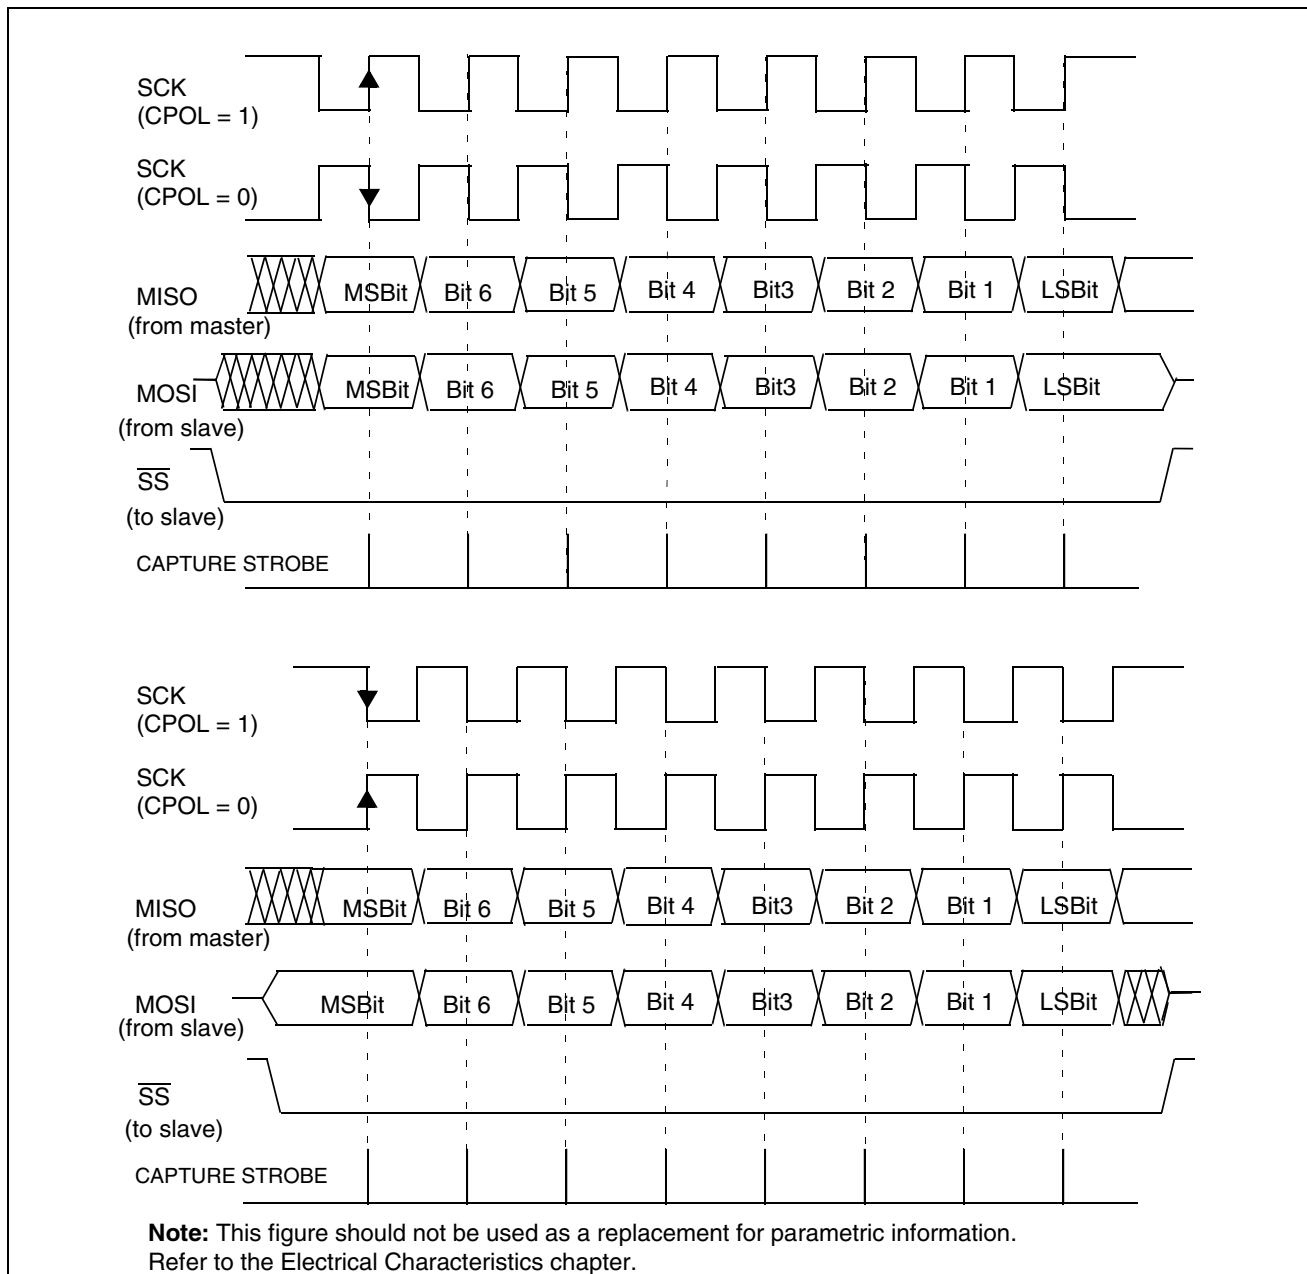 SCK
(CPOL = 1)
SCK
(CPOL = 0)
MISO
(from master)
MSBit Bit 6 Bit 5 Bit 4 Bit3 Bit 2 Bit 1 LSBit
MOSI
(from slave)
MSBit Bit 6 Bit 5 Bit 4 Bit3 Bit 2 Bit 1 LSBit
SS
(to slave)
CAPTURE STROBE
SCK
(CPOL = 1)
SCK
(CPOL = 0)
MISO
(from master)
MSBit Bit 6 Bit 5 Bit 4 Bit3 Bit 2 Bit 1 LSBit
MOSI
(from slave)
MSBit Bit 6 Bit 5 Bit 4 Bit3 Bit 2 Bit 1 LSBit
SS
(to slave)
CAPTURE STROBE
Note: This figure should not be used as a replacement for parametric information.
Refer to the Electrical Characteristics chapter.